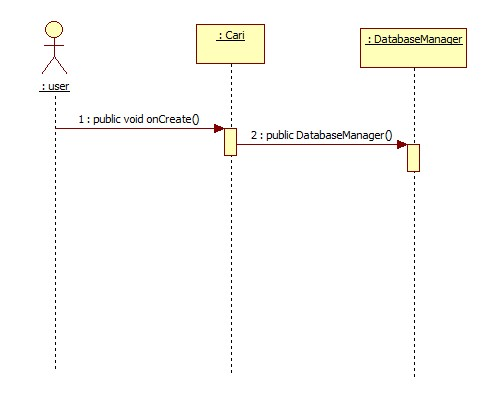 : Cari
: DatabaseManager
: user
1 : public void onCreate()
2 : public DatabaseManager()